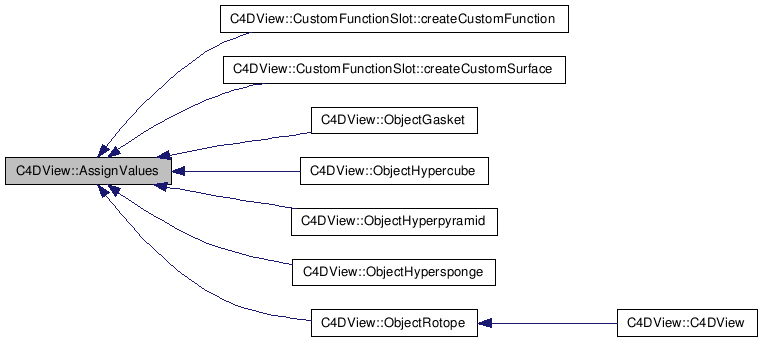 C4DView::CustomFunctionSlot::createCustomFunction
C4DView::CustomFunctionSlot::createCustomSurface
C4DView::ObjectGasket
C4DView::AssignValues
C4DView::ObjectHypercube
C4DView::ObjectHyperpyramid
C4DView::ObjectHypersponge
C4DView::ObjectRotope
C4DView::C4DView